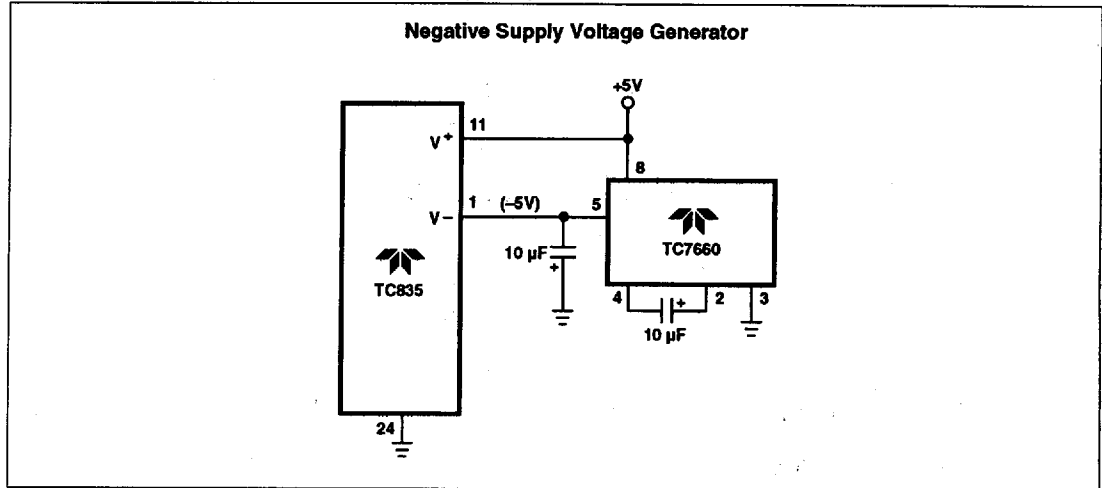 Negative Supply Voltage Generator
+5V
11
V+
8
1 (–5V)
5
V–
TC7660
10 µF
+
TC835
4
+
2
3
10 µF
24